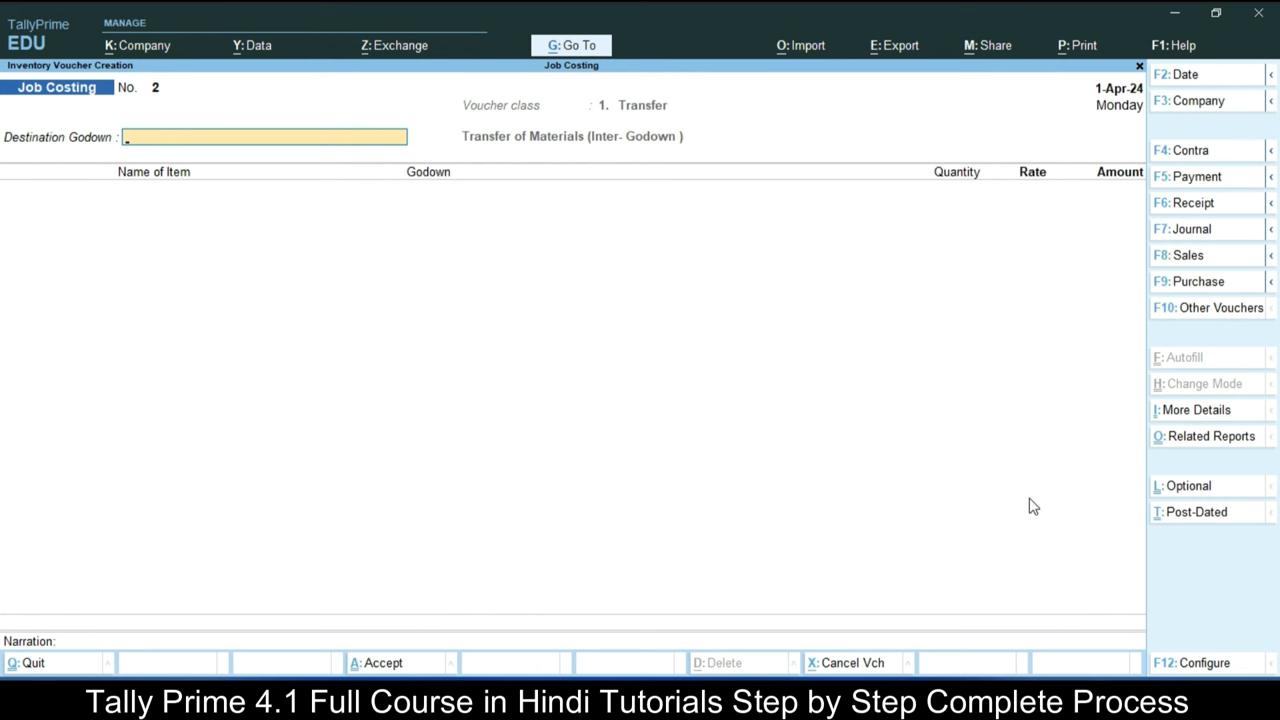 TallyPrime
EDU
MANAGE
K: Company
Y: Data
Z: Exchange
G: Go To
O: Import
E: Export
M: Share
P: Print
F1: Help
Inventory Voucher Creation
Job Costing
Job Costing No. 2
Voucher class : 1. Transfer
1-Apr-24
Monday
Destination Godown :
Transfer of Materials (Inter- Godown )
Name of Item
Godown
Quantity
Rate
Amount
F2: Date
F3: Company
F4: Contra
F5: Payment
F6: Receipt
F7: Journal
F8: Sales
F9: Purchase
F10: Other Vouchers
F: Autofill
H: Change Mode
I: More Details
O: Related Reports
L: Optional
T: Post-Dated
Narration:
Q: Quit
A: Accept
D: Delete
X: Cancel Vch
F12: Configure
Tally Prime 4.1 Full Course in Hindi Tutorials Step by Step Complete Process